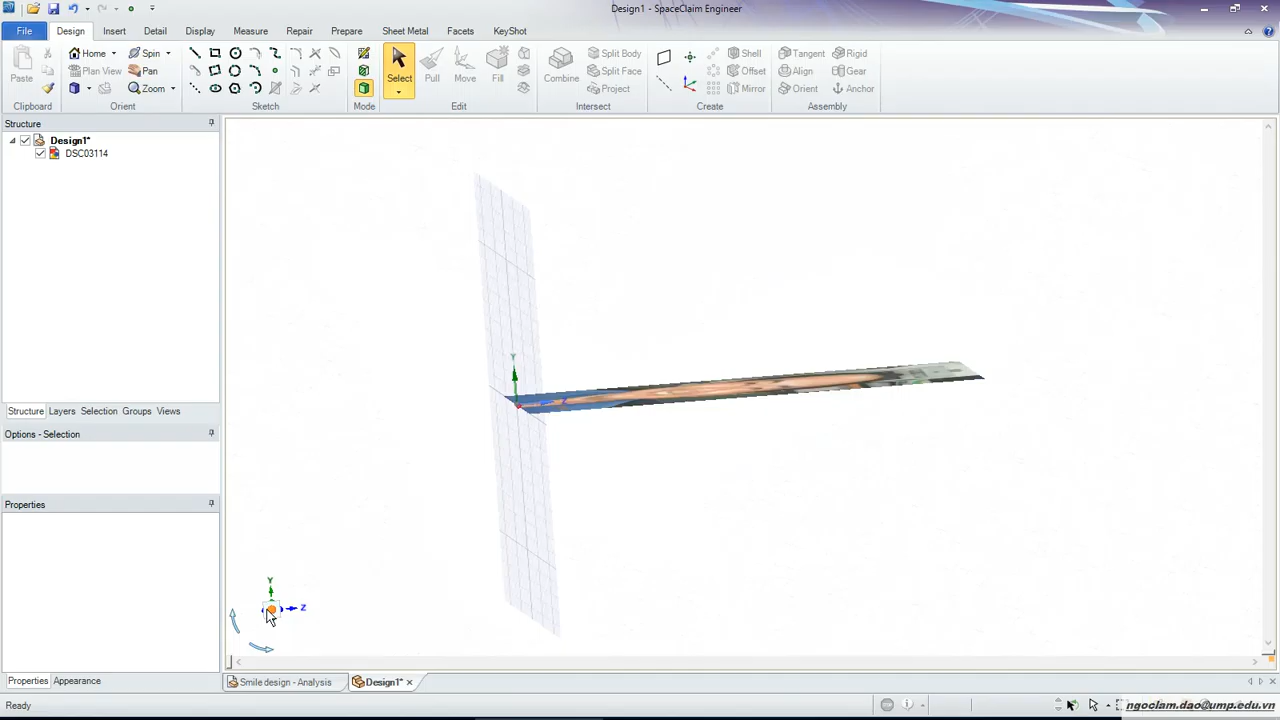 Design1 - SpaceClaim Engineer
File Design Insert Detail Display Measure Repair Prepare Sheet Metal Facets KeyShot
Home Spin Split Body Shell Tangent Rigid
Paste Plan View Pan Select Pull Move Fill Combine Split Face Offset Align Gear
Zoom Project Mirror Orient Anchor
Clipboard Orient Sketch Mode Edit Intersect Create Assembly
Structure
Design1*
DSC03114
Structure Layers Selection Groups Views
Options - Selection
Properties
Y
Z
Y
Z
Properties Appearance
Smile design - Analysis Design1*
Ready
ngoclam.dao@ump.edu.vn